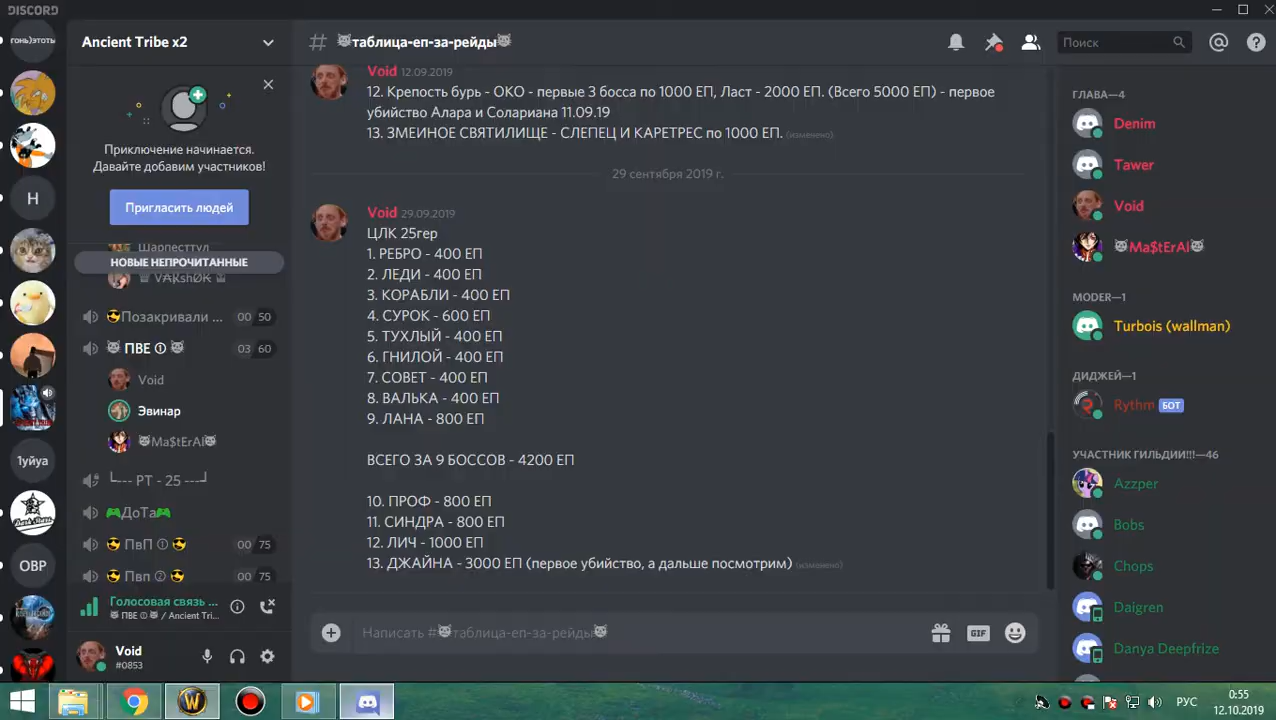 DISCORD
гонь)этоты
Ancient Tribe x2
таблица-еп-за-рейды
Поиск
Void 12.09.2019
12. Крепость бурь - ОКО - первые 3 босса по 1000 ЕП, Ласт - 2000 ЕП. (Всего 5000 ЕП) - первое
убийство Алара и Солариана 11.09.19
13. ЗМЕИНОЕ СВЯТИЛИЩЕ - СЛЕПЕЦ И КАРЕТРЕС по 1000 ЕП. (изменено)
29 сентября 2019 г.
Void 29.09.2019
ЦЛК 25гер
1. РЕБРО - 400 ЕП
2. ЛЕДИ - 400 ЕП
3. КОРАБЛИ - 400 ЕП
4. СУРОК - 600 ЕП
5. ТУХЛЫЙ - 400 ЕП
6. ГНИЛОЙ - 400 ЕП
7. СОВЕТ - 400 ЕП
8. ВАЛЬКА - 400 ЕП
9. ЛАНА - 800 ЕП
ВСЕГО ЗА 9 БОССОВ - 4200 ЕП
10. ПРОФ - 800 ЕП
11. СИНДРА - 800 ЕП
12. ЛИЧ - 1000 ЕП
13. ДЖАЙНА - 3000 ЕП (первое убийство, а дальше посмотрим) (изменено)
Написать #таблица-еп-за-рейды
GIF
Приключение начинается.
Давайте добавим участников!
Пригласить людей
Шарпесттул
НОВЫЕ НЕПРОЧИТАННЫЕ
Позакривали ... 00 50
ПВЕ ① 03 60
Void
Эвинар
Ma$tErAl
└--- РТ - 25 ---┘
ДоТа
ПвП ① 00 75
Пвп ② 00 75
Голосовая связь ...
ПВЕ ① / Ancient Tri...
Void
#0853
Н
1уйуа
ОВР
ГЛАВА—4
Denim
Tawer
Void
Ma$tErAl
MODER—1
Turbois (wallman)
ДИДЖЕЙ—1
Rythm БОТ
УЧАСТНИК ГИЛЬДИИ!!!—46
Azzper
Bobs
Chops
Daigren
Danya Deepfrize
РУС
0:55
12.10.2019